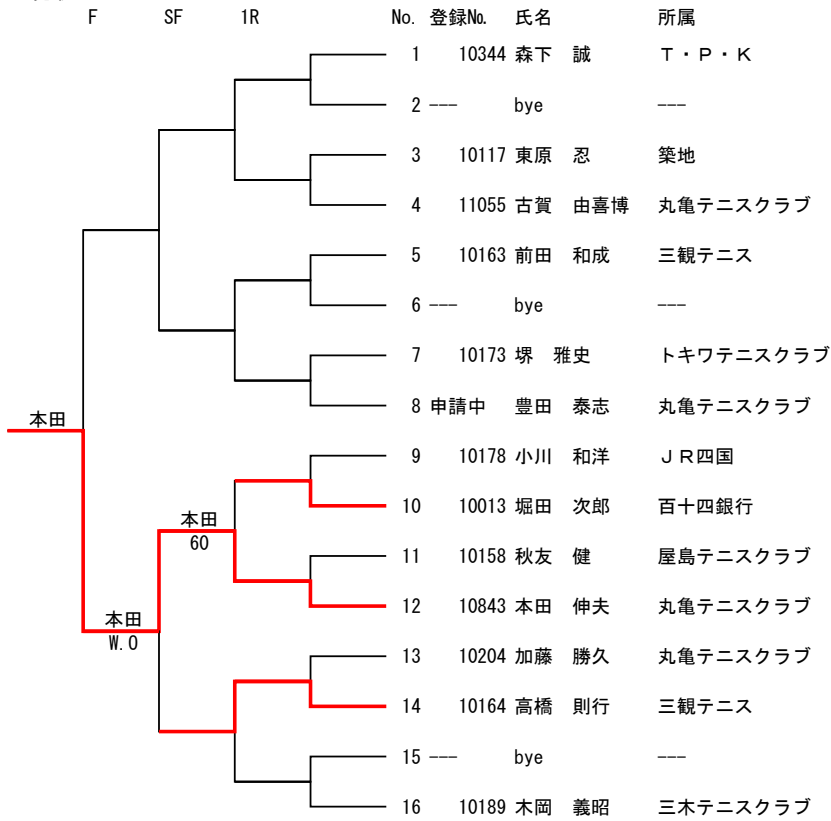 F SF 1R No. 登録No. 氏名 所属
1 10344 森下 誠 T・P・K
2 --- bye ---
3 10117 東原 忍 築地
4 11055 古賀 由喜博 丸亀テニスクラブ
5 10163 前田 和成 三観テニス
6 --- bye ---
7 10173 堺 雅史 トキワテニスクラブ
8 申請中 豊田 泰志 丸亀テニスクラブ
本田
9 10178 小川 和洋 JR四国
10 10013 堀田 次郎 百十四銀行
本田
60
11 10158 秋友 健 屋島テニスクラブ
12 10843 本田 伸夫 丸亀テニスクラブ
本田
W.O
13 10204 加藤 勝久 丸亀テニスクラブ
14 10164 高橋 則行 三観テニス
15 --- bye ---
16 10189 木岡 義昭 三木テニスクラブ